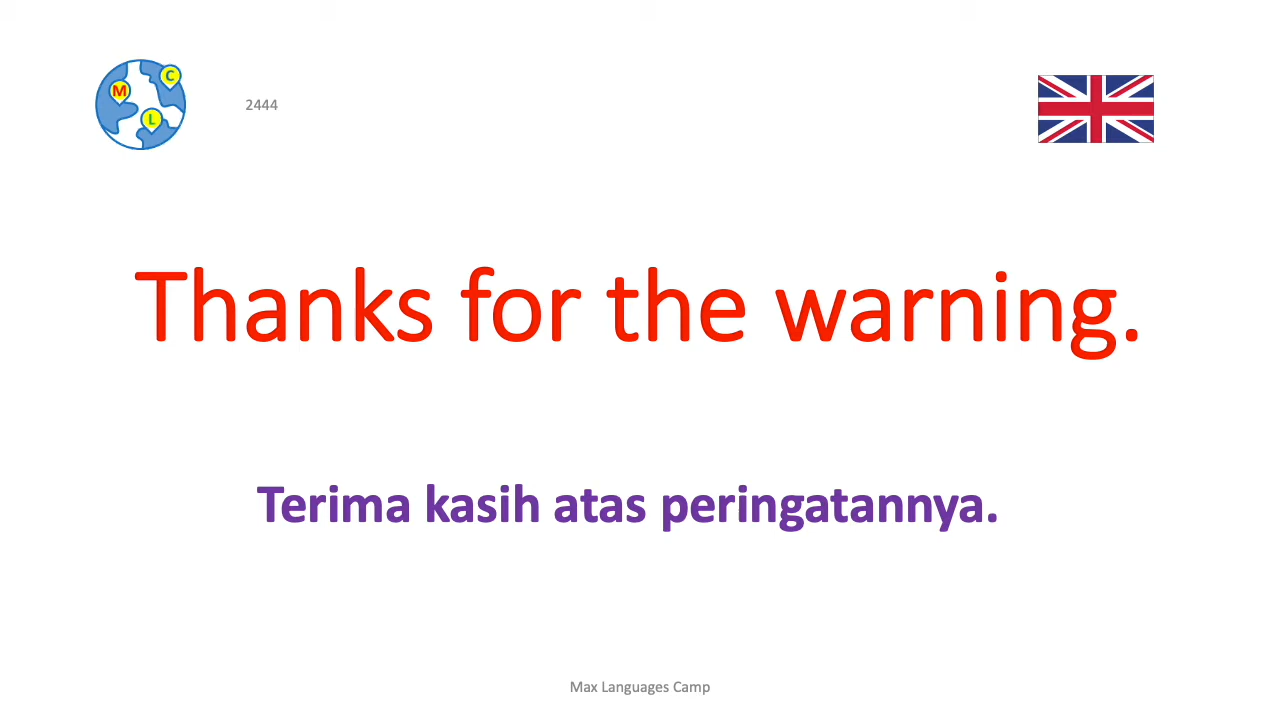 C
M
L
2444
Thanks for the warning.
Terima kasih atas peringatannya.
Max Languages Camp